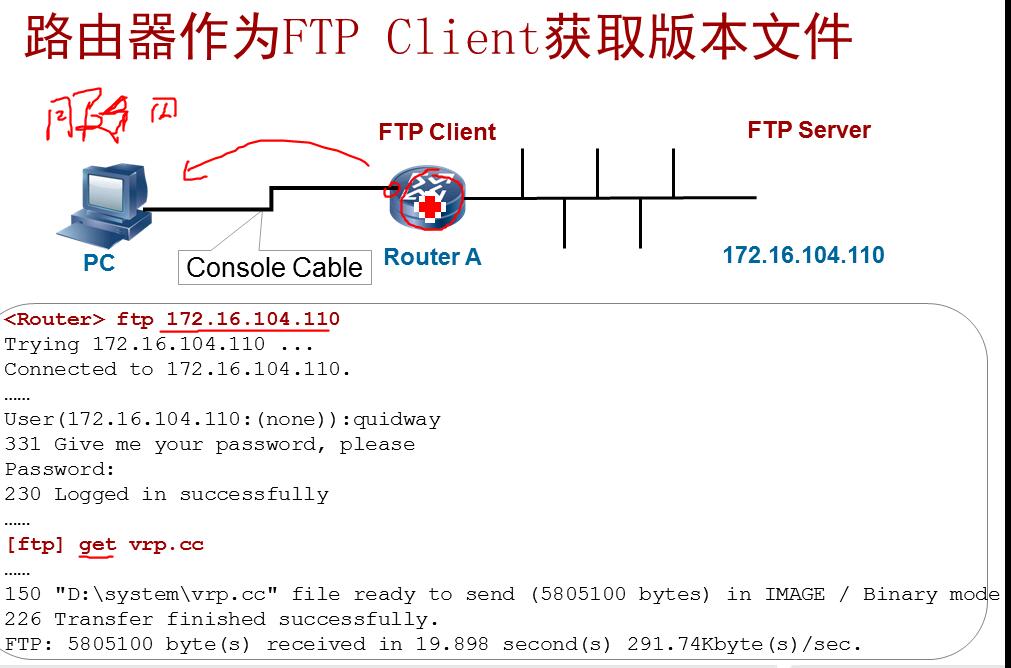 路由器作为FTP Client获取版本文件
FTP Client
FTP Server
PC
Console Cable
Router A
172.16.104.110
<Router> ftp 172.16.104.110
Trying 172.16.104.110 ...
Connected to 172.16.104.110.
……
User(172.16.104.110:(none)):quidway
331 Give me your password, please
Password:
230 Logged in successfully
……
[ftp] get vrp.cc
……
150 "D:\system\vrp.cc" file ready to send (5805100 bytes) in IMAGE / Binary mode
226 Transfer finished successfully.
FTP: 5805100 byte(s) received in 19.898 second(s) 291.74Kbyte(s)/sec.